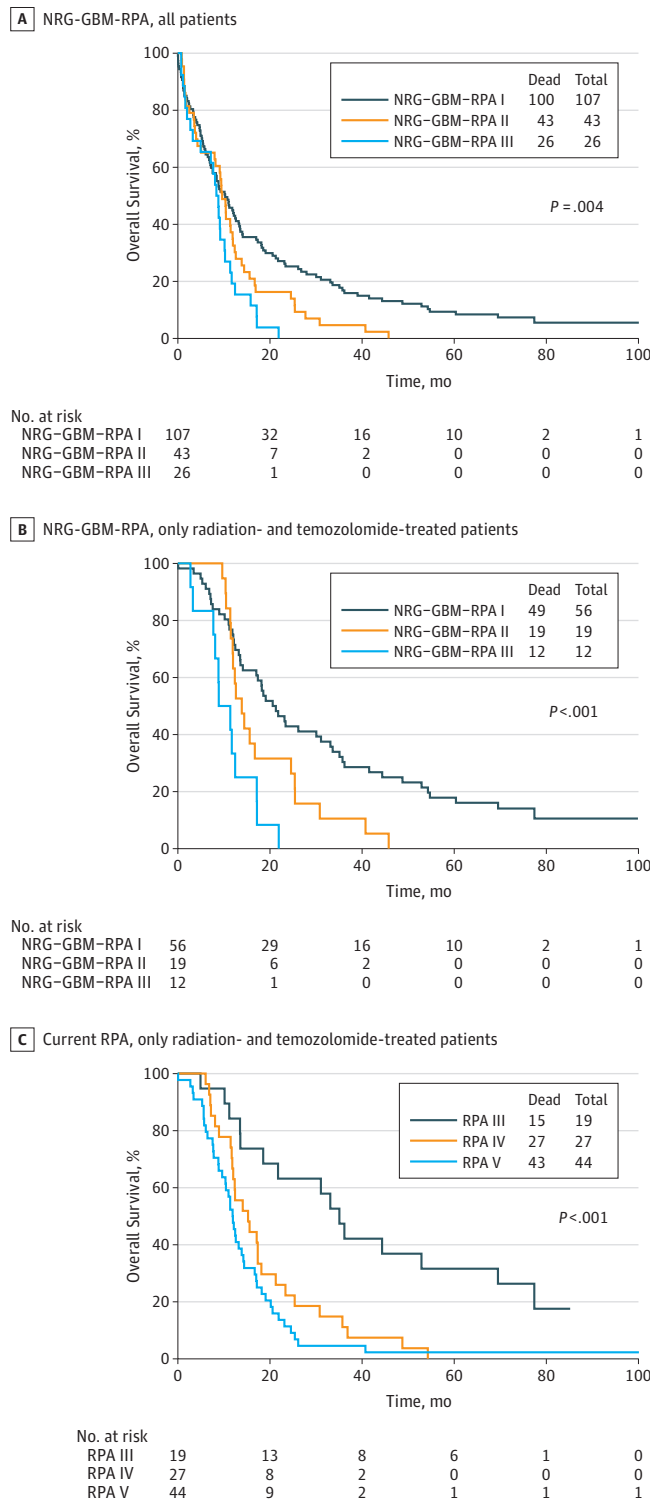 A NRG-GBM-RPA, all patients
Dead Total
NRG-GBM-RPA I 100 107
NRG-GBM-RPA II 43 43
NRG-GBM-RPA III 26 26
P =.004
Overall Survival, %
100
80
60
40
20
0
0 20 40 60 80 100
Time, mo
No. at risk
NRG-GBM-RPA I 107 32 16 10 2 1
NRG-GBM-RPA II 43 7 2 0 0 0
NRG-GBM-RPA III 26 1 0 0 0 0
B NRG-GBM-RPA, only radiation- and temozolomide-treated patients
Dead Total
NRG-GBM-RPA I 49 56
NRG-GBM-RPA II 19 19
NRG-GBM-RPA III 12 12
P<.001
Overall Survival, %
100
80
60
40
20
0
0 20 40 60 80 100
Time, mo
No. at risk
NRG-GBM-RPA I 56 29 16 10 2 1
NRG-GBM-RPA II 19 6 2 0 0 0
NRG-GBM-RPA III 12 1 0 0 0 0
C Current RPA, only radiation- and temozolomide-treated patients
Dead Total
RPA III 15 19
RPA IV 27 27
RPA V 43 44
P<.001
Overall Survival, %
100
80
60
40
20
0
0 20 40 60 80 100
Time, mo
No. at risk
RPA III 19 13 8 6 1 0
RPA IV 27 8 2 0 0 0
RPA V 44 9 2 1 1 1